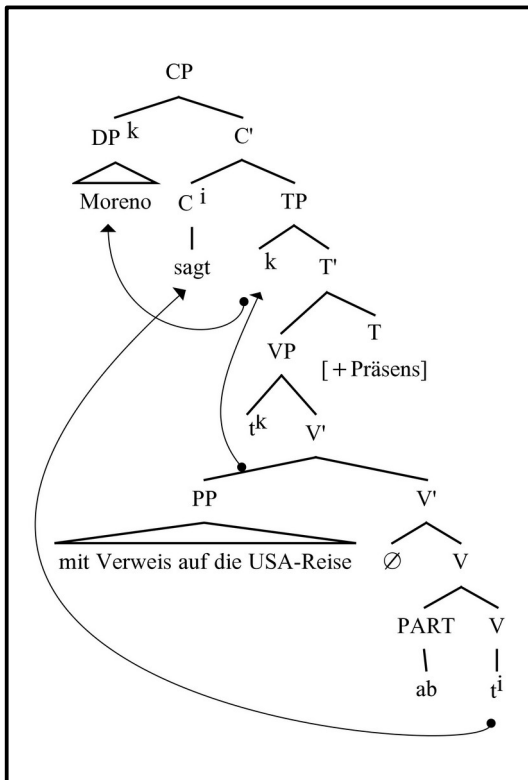 CP
DP k C'
Moreno C i TP
sagt k T'
VP T
[+Präsens]
t k V'
PP V'
mit Verweis auf die USA-Reise ∅ V
PART V
ab t i